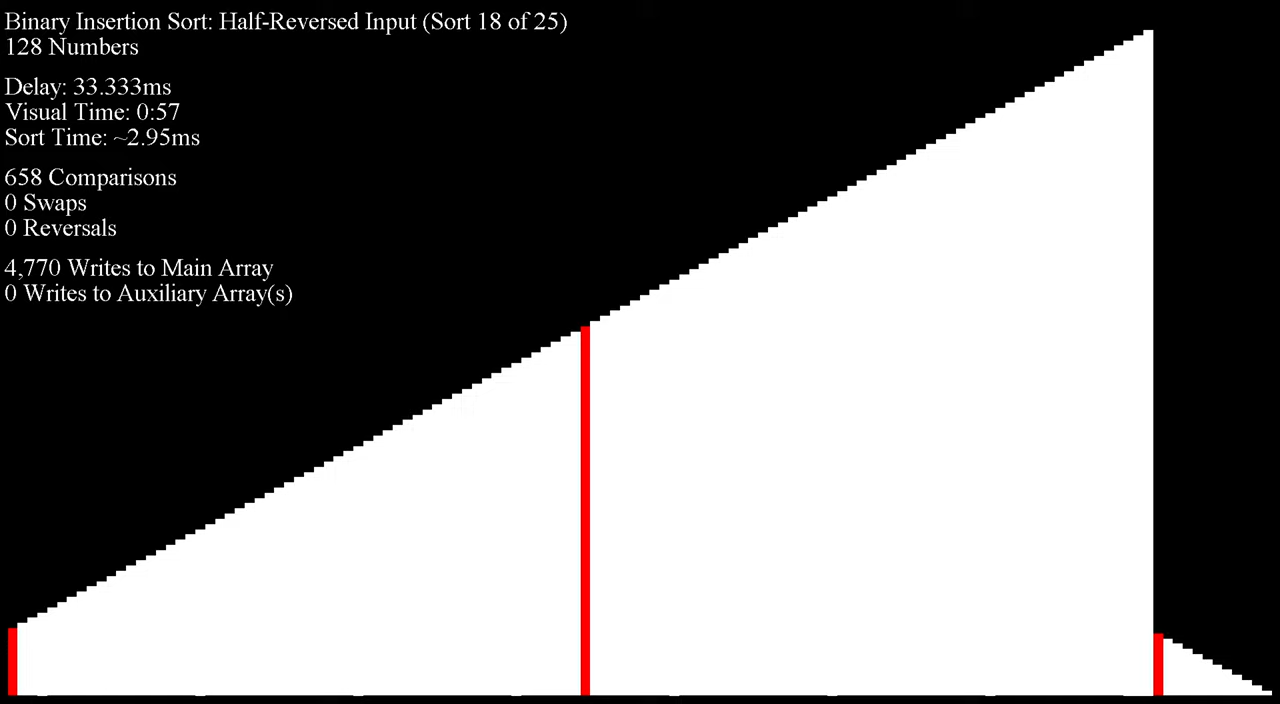 Binary Insertion Sort: Half-Reversed Input (Sort 18 of 25)
128 Numbers
Delay: 33.333ms
Visual Time: 0:57
Sort Time: ~2.95ms
658 Comparisons
0 Swaps
0 Reversals
4,770 Writes to Main Array
0 Writes to Auxiliary Array(s)